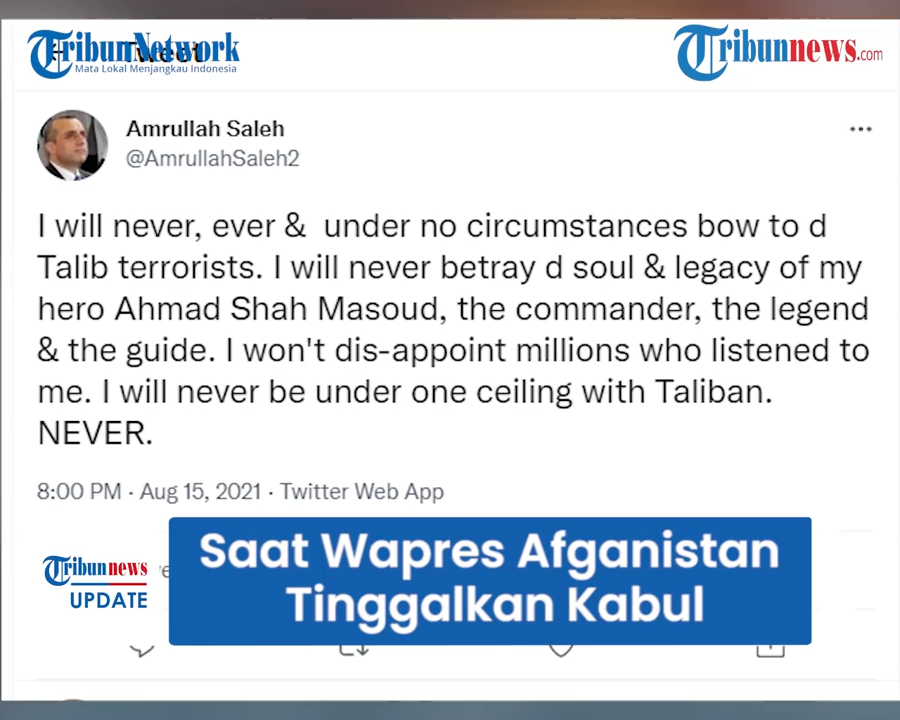 TribunNetwork
Mata Lokal Menjangkau Indonesia
Tweet
Tribunnews.com
Amrullah Saleh
@AmrullahSaleh2
I will never, ever & under no circumstances bow to d
Talib terrorists. I will never betray d soul & legacy of my
hero Ahmad Shah Masoud, the commander, the legend
& the guide. I won't dis-appoint millions who listened to
me. I will never be under one ceiling with Taliban.
NEVER.
8:00 PM · Aug 15, 2021 · Twitter Web App
Tribunnews
UPDATE
Saat Wapres Afganistan
Tinggalkan Kabul